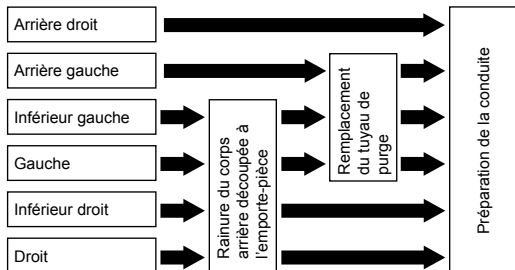 Arrière droit
Arrière gauche
Inférieur gauche
Gauche
Inférieur droit
Droit
Rainure du corps
arrière découpée à
l'emporte-pièce
Remplacement
du tuyau de
purge
Préparation de la conduite